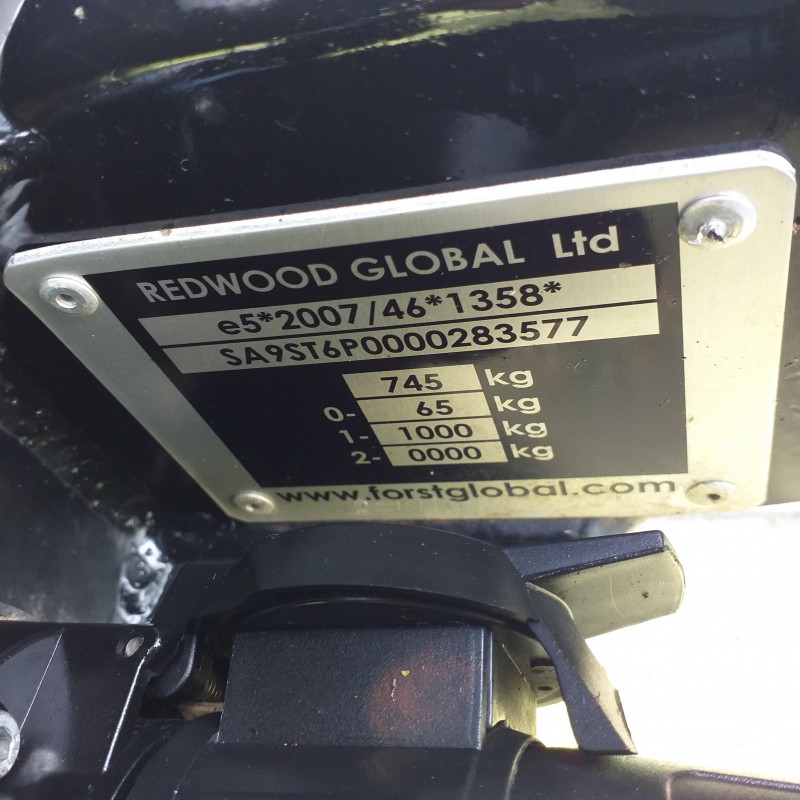 REDWOOD GLOBAL Ltd
e5*2007/46*1358*
SA9ST6P0000283577
745 kg
0- 65 kg
1- 1000 kg
2- 0000 kg
www.forstglobal.com